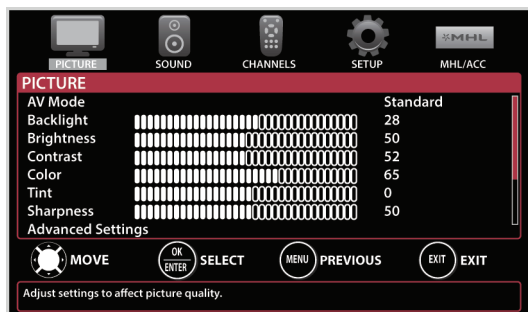 MHL
PICTURE SOUND CHANNELS SETUP MHL/ACC
PICTURE
AV Mode Standard
Backlight 28
Brightness 50
Contrast 52
Color 65
Tint 0
Sharpness 50
Advanced Settings
MOVE OK ENTER SELECT MENU PREVIOUS EXIT EXIT
Adjust settings to affect picture quality.